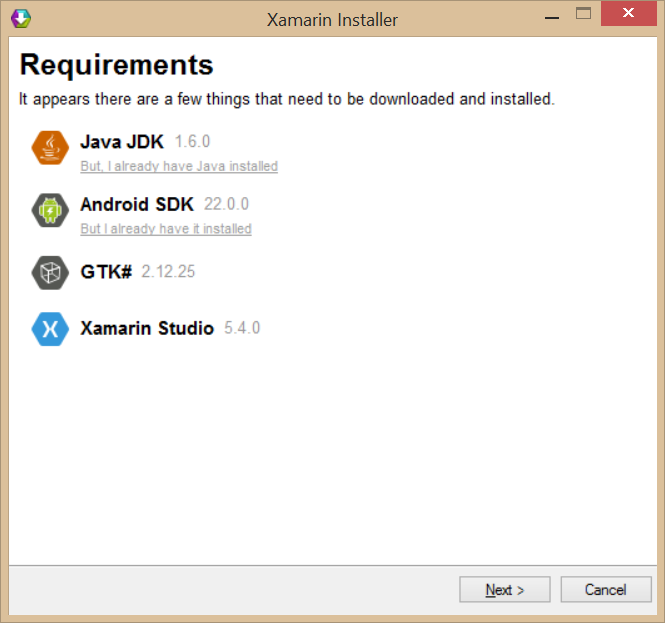 Xamarin Installer
Requirements
It appears there are a few things that need to be downloaded and installed.
Java JDK 1.6.0
But, I already have Java installed
Android SDK 22.0.0
But I already have it installed
GTK# 2.12.25
Xamarin Studio 5.4.0
Next > Cancel